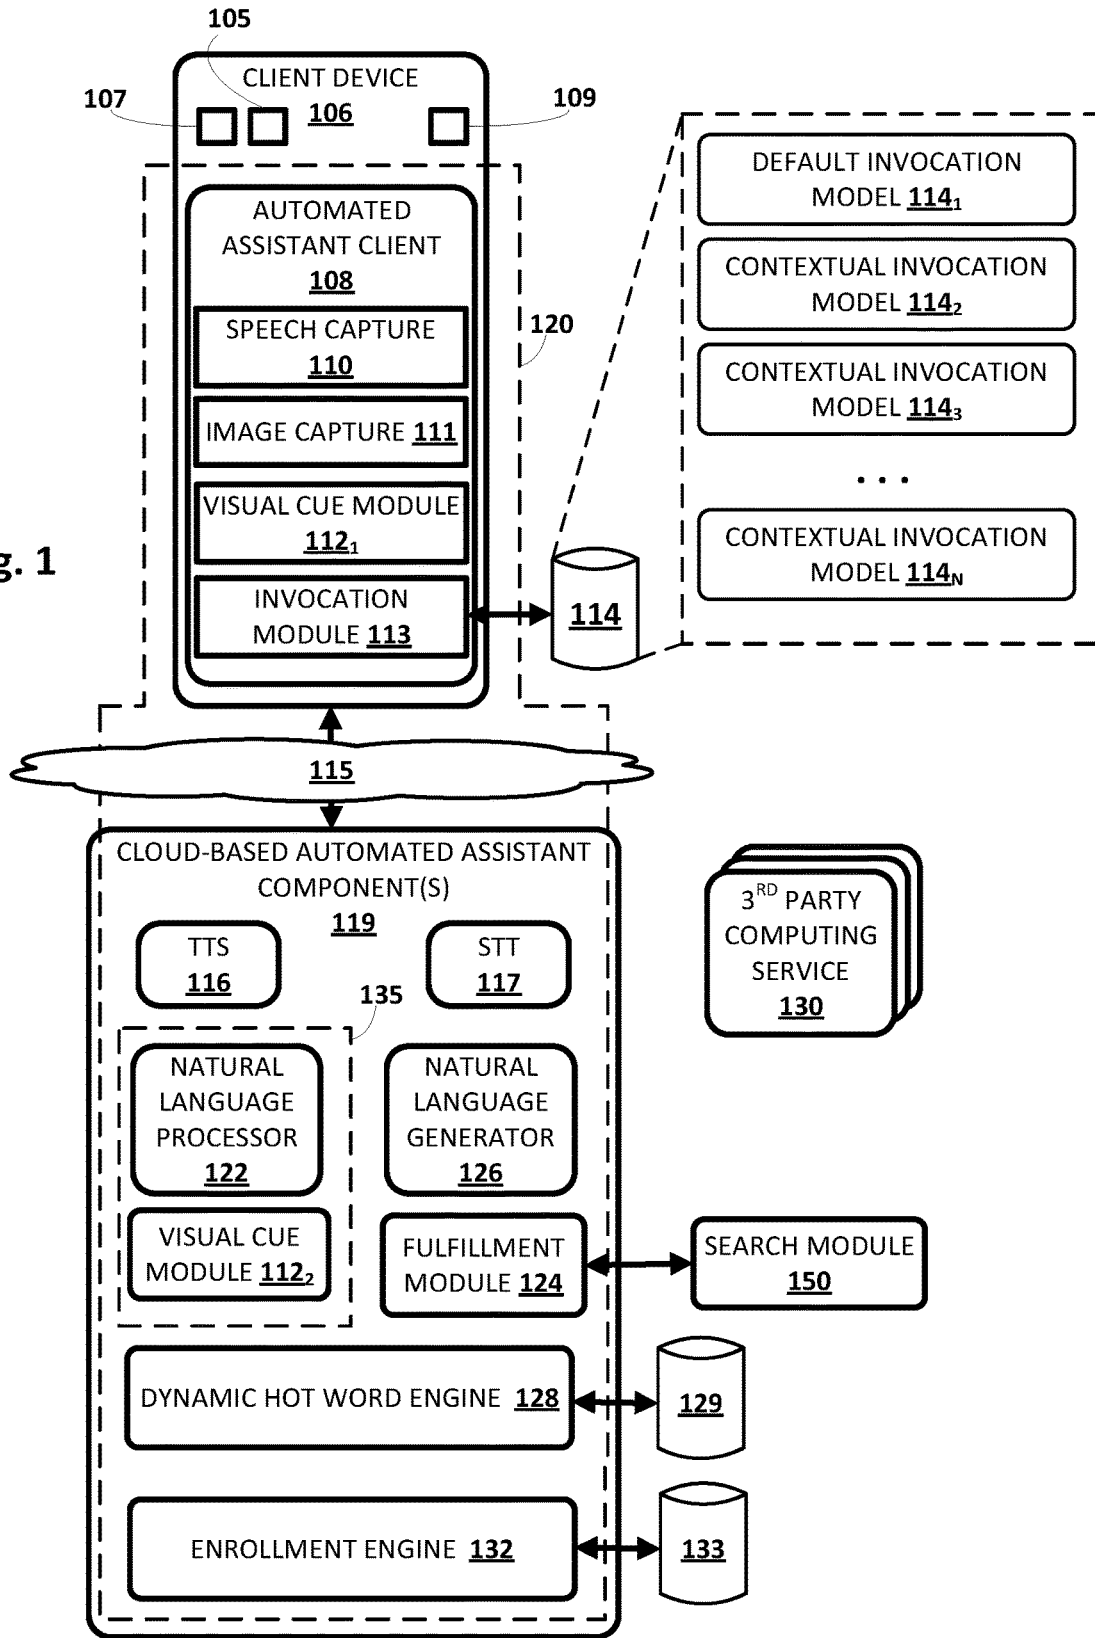 105
CLIENT DEVICE
106
107
109
AUTOMATED
ASSISTANT CLIENT
108
SPEECH CAPTURE
110
IMAGE CAPTURE 111
VISUAL CUE MODULE
112₁
INVOCATION
MODULE 113
120
114
DEFAULT INVOCATION
MODEL 114₁
CONTEXTUAL INVOCATION
MODEL 114₂
CONTEXTUAL INVOCATION
MODEL 114₃
...
CONTEXTUAL INVOCATION
MODEL 114N
g. 1
115
CLOUD-BASED AUTOMATED ASSISTANT
COMPONENT(S)
119
TTS
116
STT
117
135
NATURAL
LANGUAGE
PROCESSOR
122
NATURAL
LANGUAGE
GENERATOR
126
VISUAL CUE
MODULE 112₂
FULFILLMENT
MODULE 124
3RD PARTY
COMPUTING
SERVICE
130
SEARCH MODULE
150
DYNAMIC HOT WORD ENGINE 128
129
ENROLLMENT ENGINE 132
133